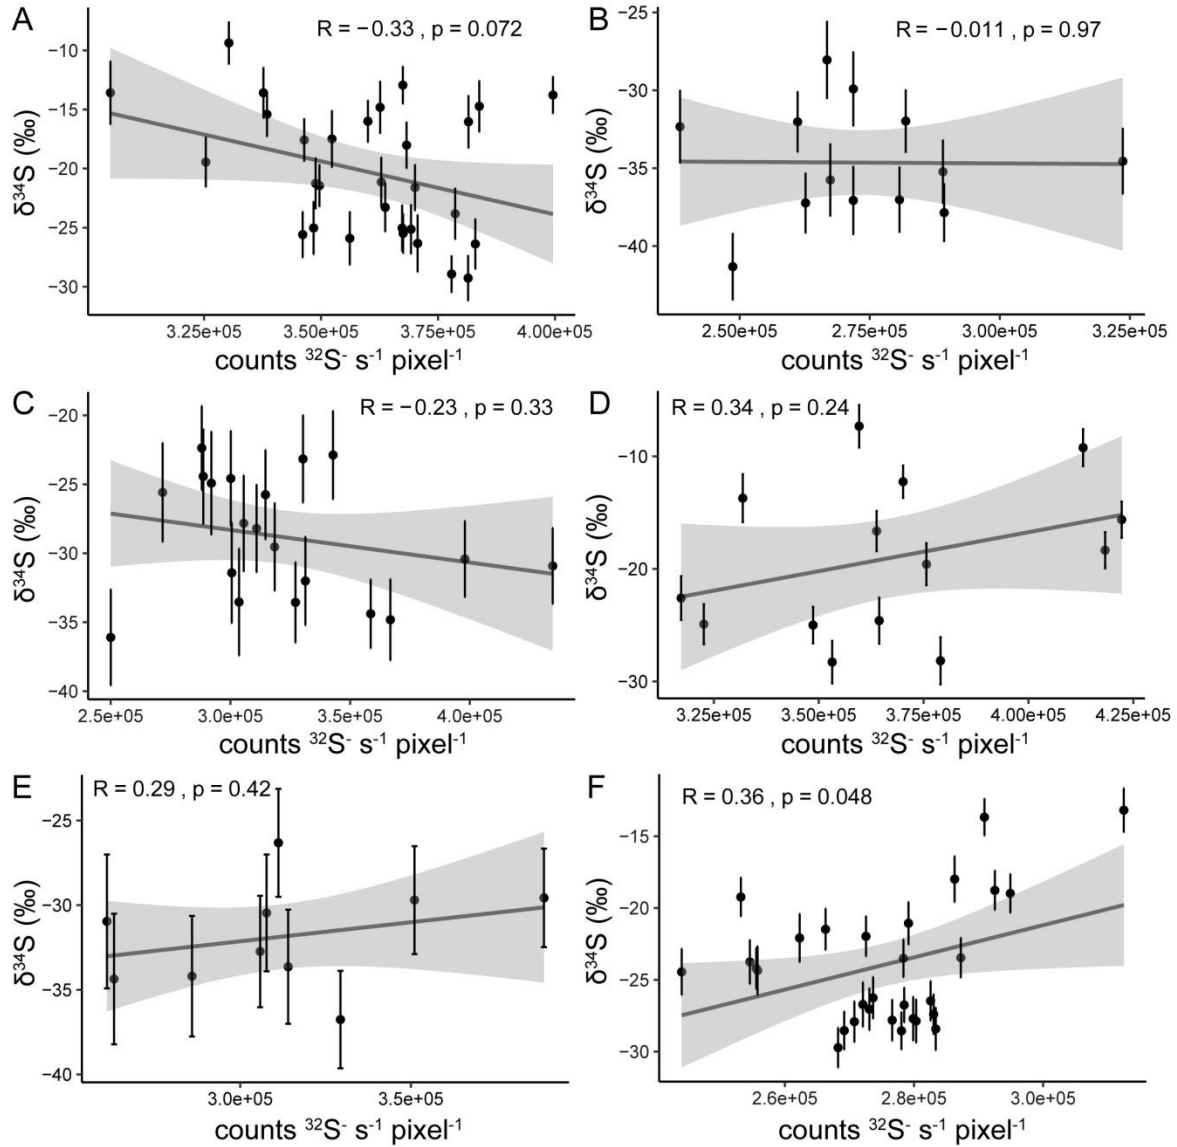 A
R = −0.33 , p = 0.072
−10
−15
−20
−25
−30
δ³⁴S (‰)
3.25e+05 3.50e+05 3.75e+05 4.00e+05
counts ³²S⁻ s⁻¹ pixel⁻¹
B
R = −0.011 , p = 0.97
−25
−30
−35
−40
δ³⁴S (‰)
2.50e+05 2.75e+05 3.00e+05 3.25e+05
counts ³²S⁻ s⁻¹ pixel⁻¹
C
R = −0.23 , p = 0.33
−20
−25
−30
−35
−40
δ³⁴S (‰)
2.5e+05 3.0e+05 3.5e+05 4.0e+05
counts ³²S⁻ s⁻¹ pixel⁻¹
D
R = 0.34 , p = 0.24
−10
−20
−30
δ³⁴S (‰)
3.25e+05 3.50e+05 3.75e+05 4.00e+05 4.25e+05
counts ³²S⁻ s⁻¹ pixel⁻¹
E
R = 0.29 , p = 0.42
−25
−30
−35
−40
δ³⁴S (‰)
3.0e+05 3.5e+05
counts ³²S⁻ s⁻¹ pixel⁻¹
F
R = 0.36 , p = 0.048
−15
−20
−25
−30
δ³⁴S (‰)
2.6e+05 2.8e+05 3.0e+05
counts ³²S⁻ s⁻¹ pixel⁻¹